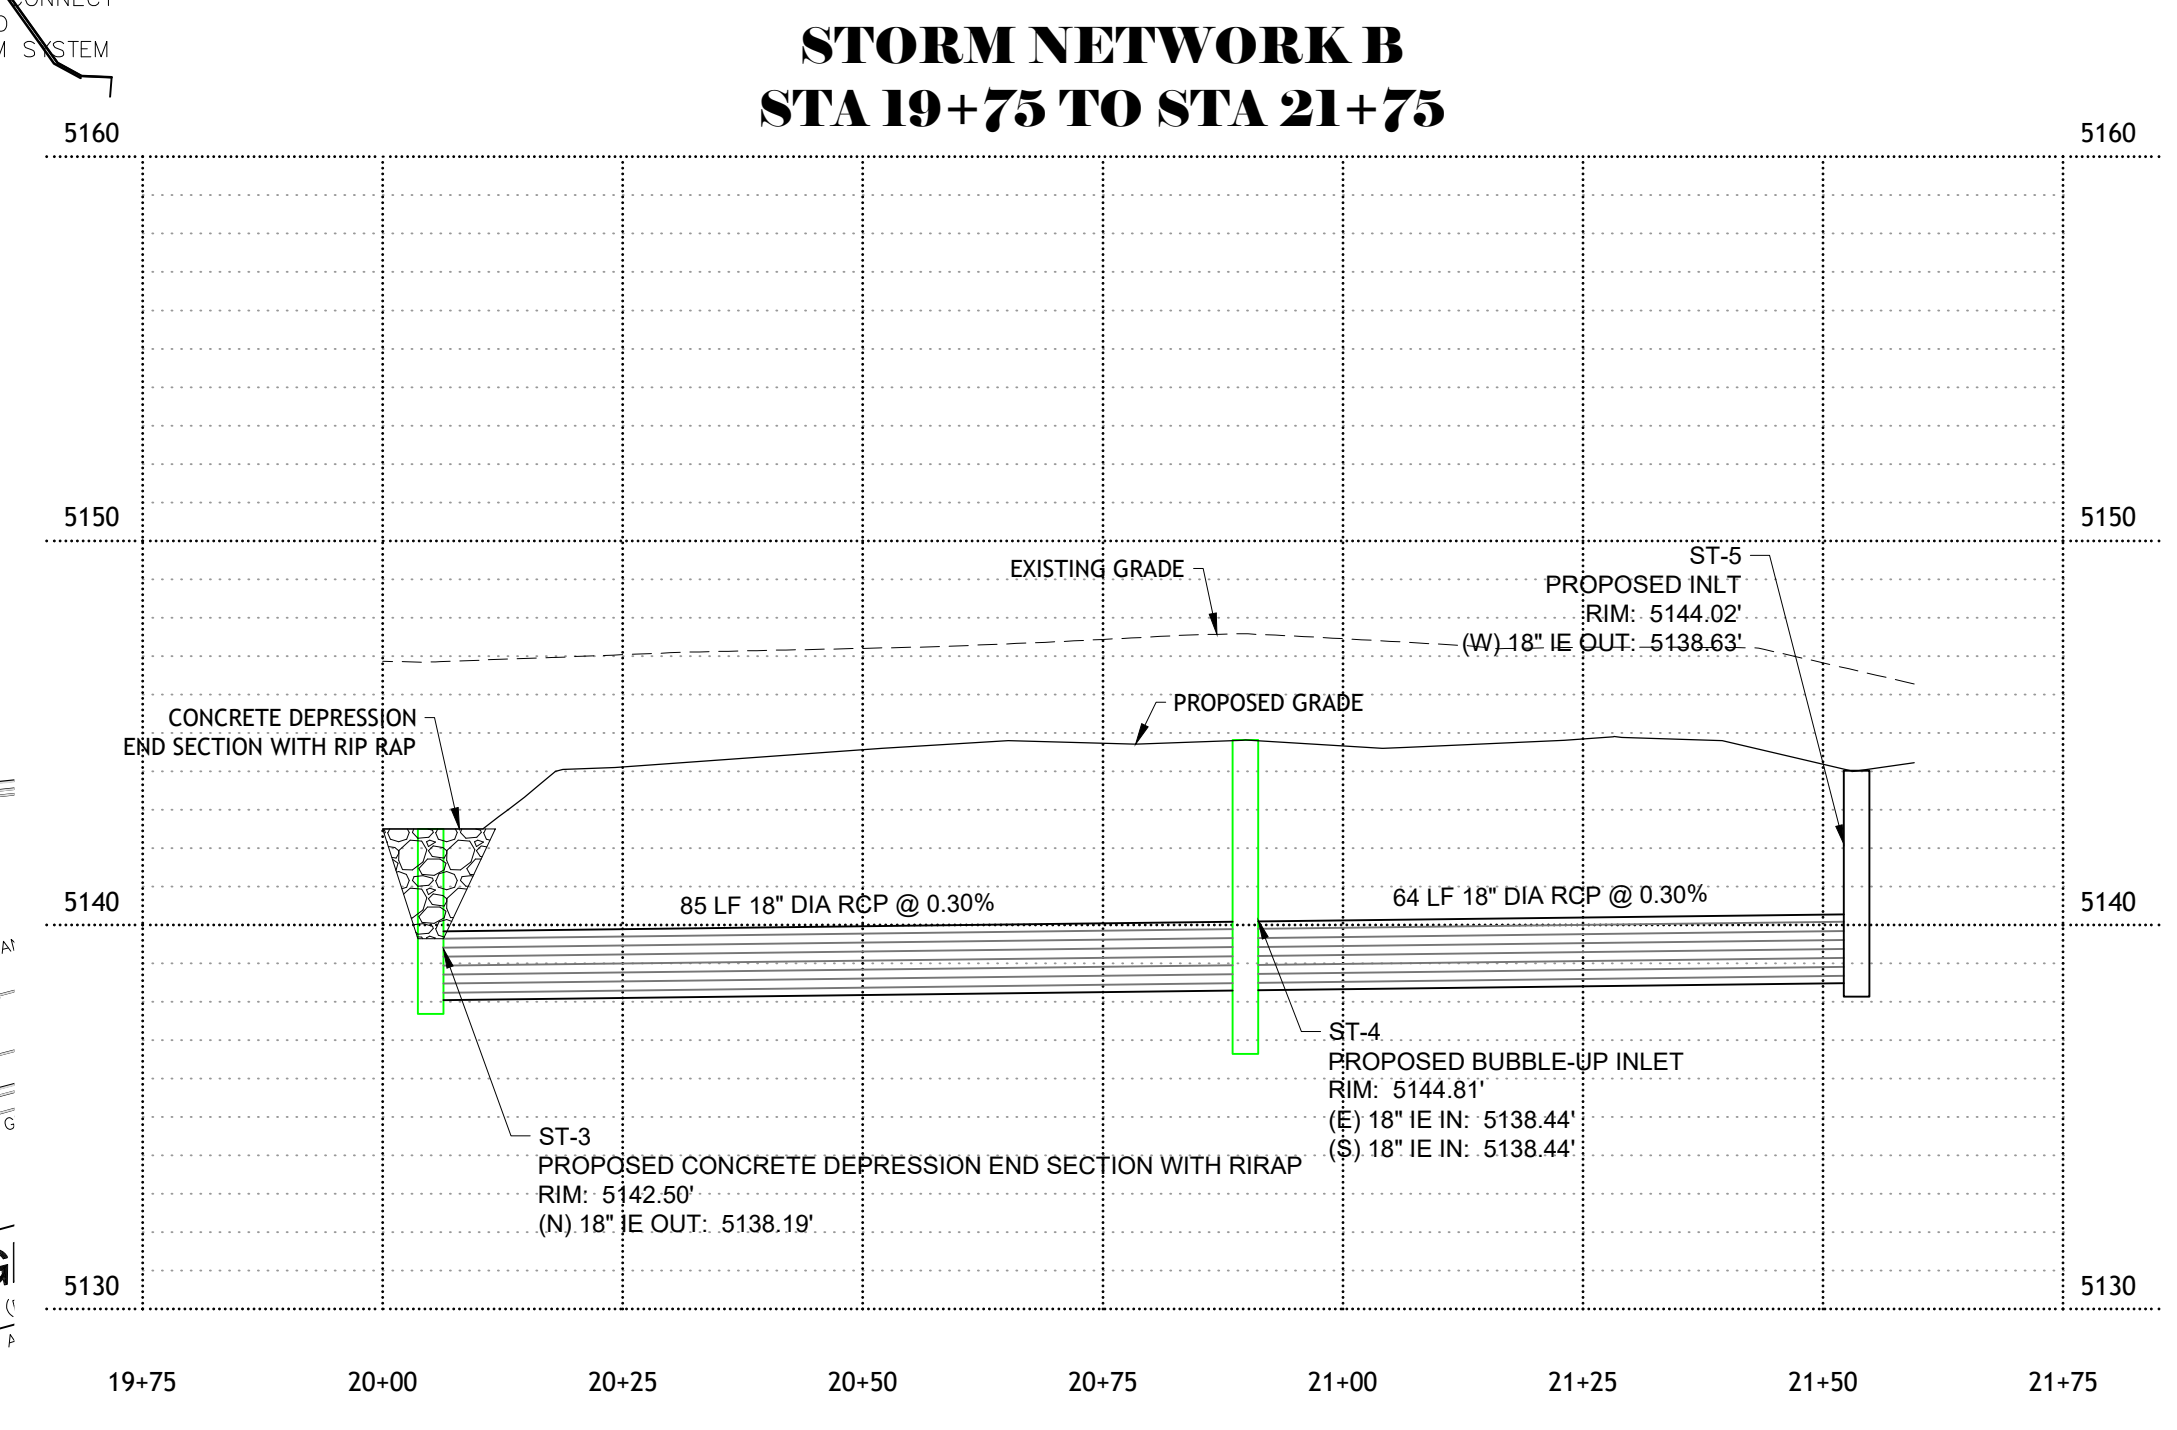 SYSTEM
STORM NETWORK B
STA 19+75 TO STA 21+75
5160
5160
5150
5150
EXISTING GRADE
ST-5
PROPOSED INLT
RIM: 5144.02'
(W) 18" IE OUT: 5138.63'
PROPOSED GRADE
CONCRETE DEPRESSION
END SECTION WITH RIP RAP
85 LF 18" DIA RCP @ 0.30%
64 LF 18" DIA RCP @ 0.30%
5140
5140
ST-4
PROPOSED BUBBLE-UP INLET
RIM: 5144.81'
(E) 18" IE IN: 5138.44'
(S) 18" IE IN: 5138.44'
ST-3
PROPOSED CONCRETE DEPRESSION END SECTION WITH RIRAP
RIM: 5142.50'
(N) 18" IE OUT: 5138.19'
5130
5130
19+75
20+00
20+25
20+50
20+75
21+00
21+25
21+50
21+75